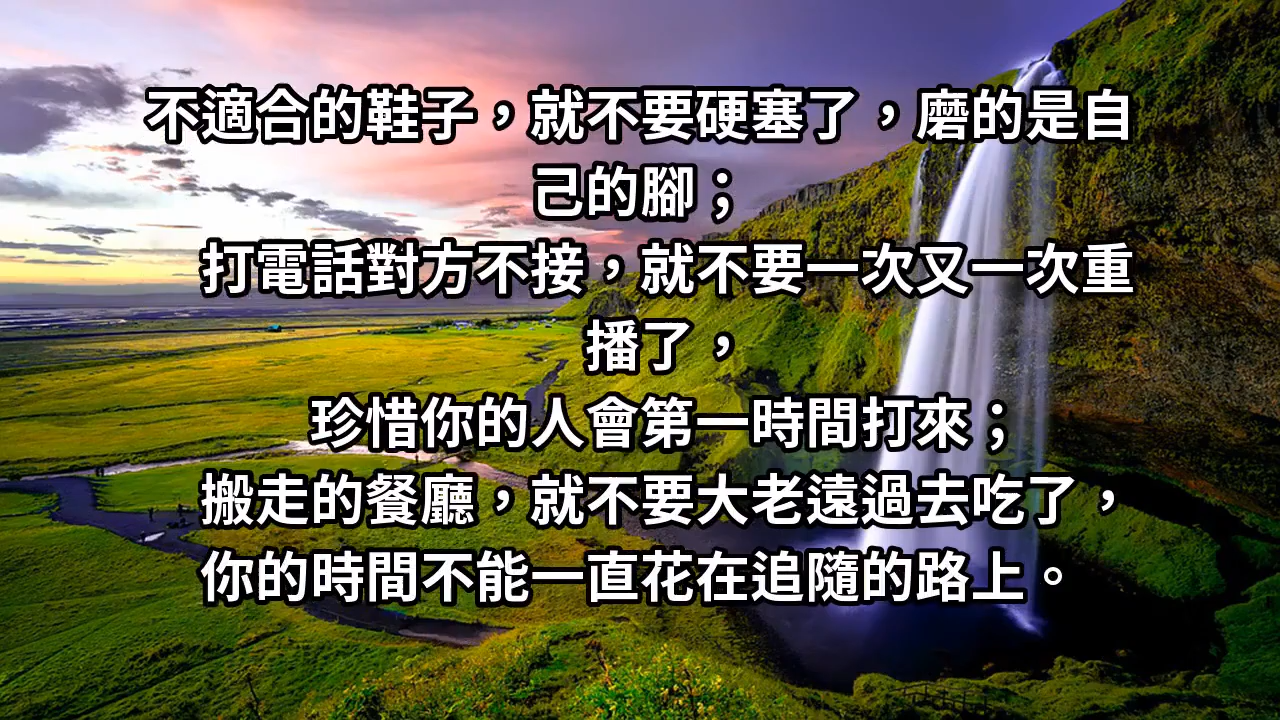 不適合的鞋子，就不要硬塞了，磨的是自
己的腳；
打電話對方不接，就不要一次又一次重
播了，
珍惜你的人會第一時間打來；
搬走的餐廳，就不要大老遠過去吃了，
你的時間不能一直花在追隨的路上。